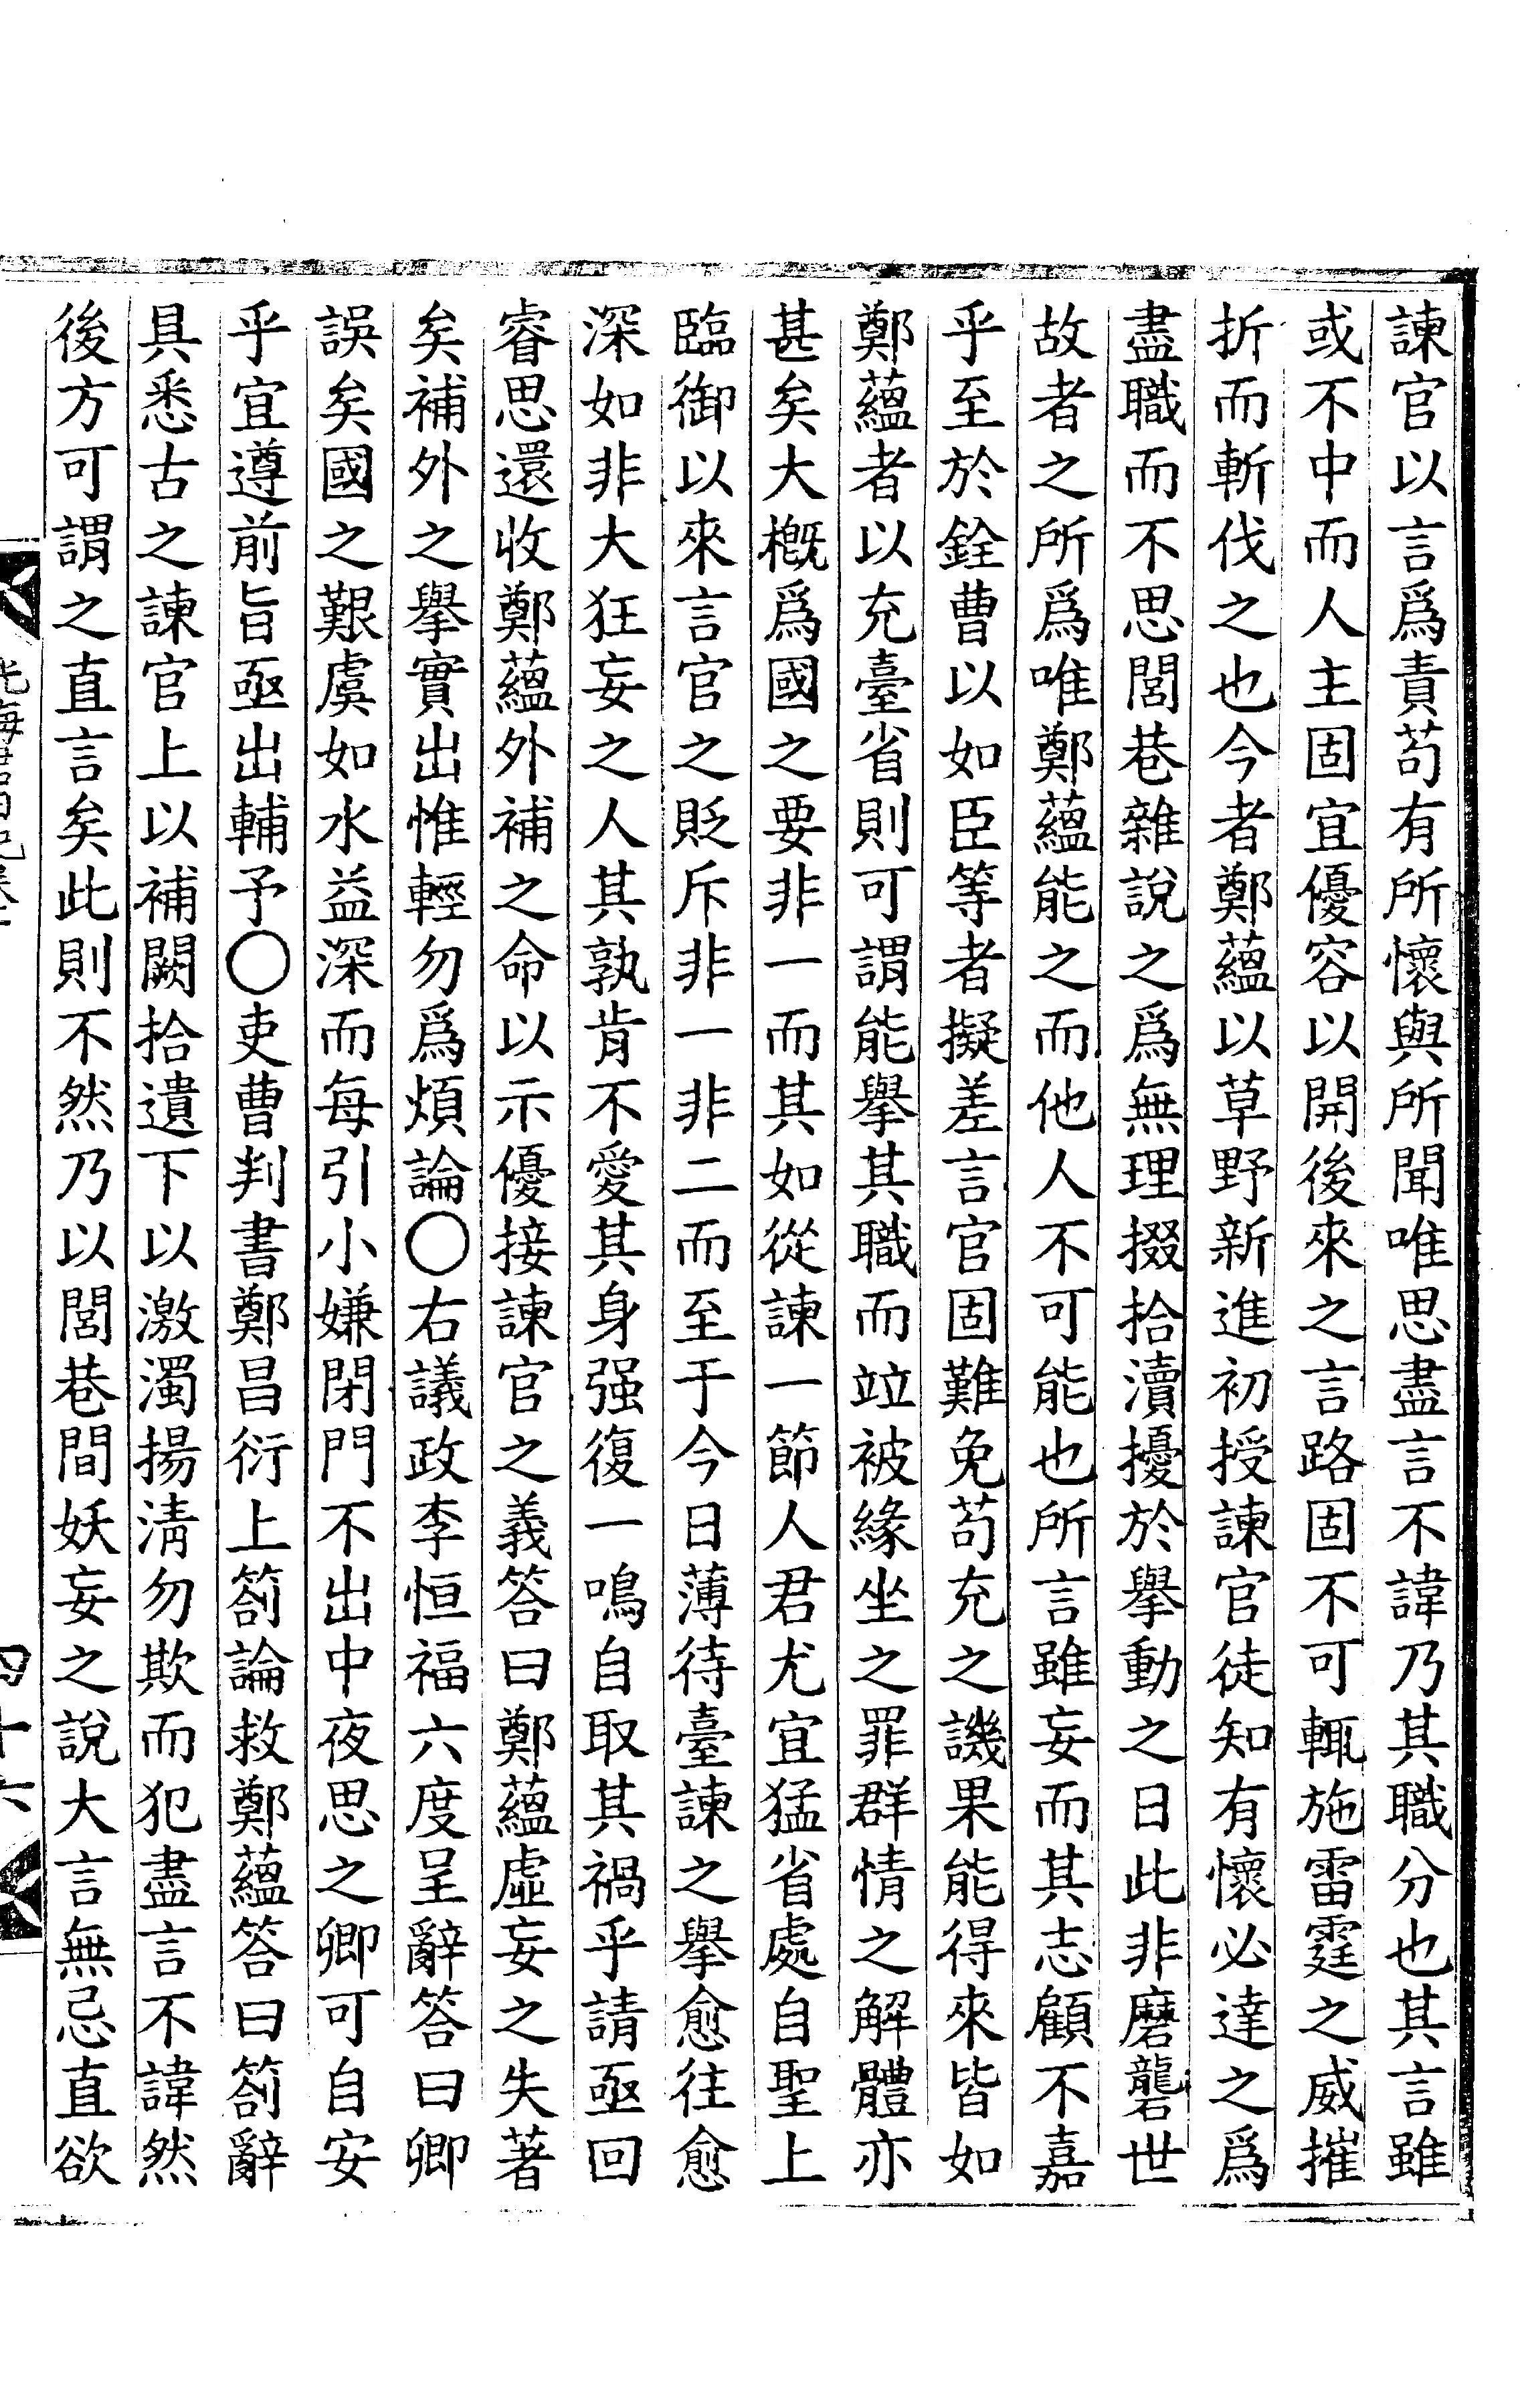 諫官以言爲責苟有所懷與所聞唯思盡言不諱乃其職分也其言雖
或不中而人主固宜優容以開後來之言路固不可輒施雷霆之威摧
折而斬伐之也今者鄭蘊以草野新進初授諫官徒知有懷必達之爲
盡職而不思閭巷雜說之爲無理掇拾瀆擾於擧動之日此非磨礱世
故者之所爲唯鄭蘊能之而他人不可能也所言雖妄而其志顧不嘉
乎至於銓曹以如臣等者擬差言官固難免苟充之譏果能得來皆如
鄭蘊者以充臺省則可謂能擧其職而竝被緣坐之罪群情之解體亦
甚矣大槪爲國之要非一而其如從諫一節人君尤宜猛省處自聖上
臨御以來言官之貶斥非一非二而至于今日薄待臺諫之擧愈往愈
深如非大狂妄之人其孰肯不愛其身强復一鳴自取其禍乎請亟回
睿思還收鄭蘊外補之命以示優接諫官之義答曰鄭蘊虛妄之失著
矣補外之擧實出惟輕勿爲煩論○右議政李恒福六度呈辭答曰卿
誤矣國之艱虞如水益深而每引小嫌閉門不出中夜思之卿可自安
乎宜遵前旨亟出輔予○吏曹判書鄭昌衍上箚論救鄭蘊答曰箚辭
具悉古之諫官上以補闕拾遺下以激濁揚淸勿欺而犯盡言不諱然
後方可謂之直言矣此則不然乃以閭巷間妖妄之說大言無忌直欲
四十六